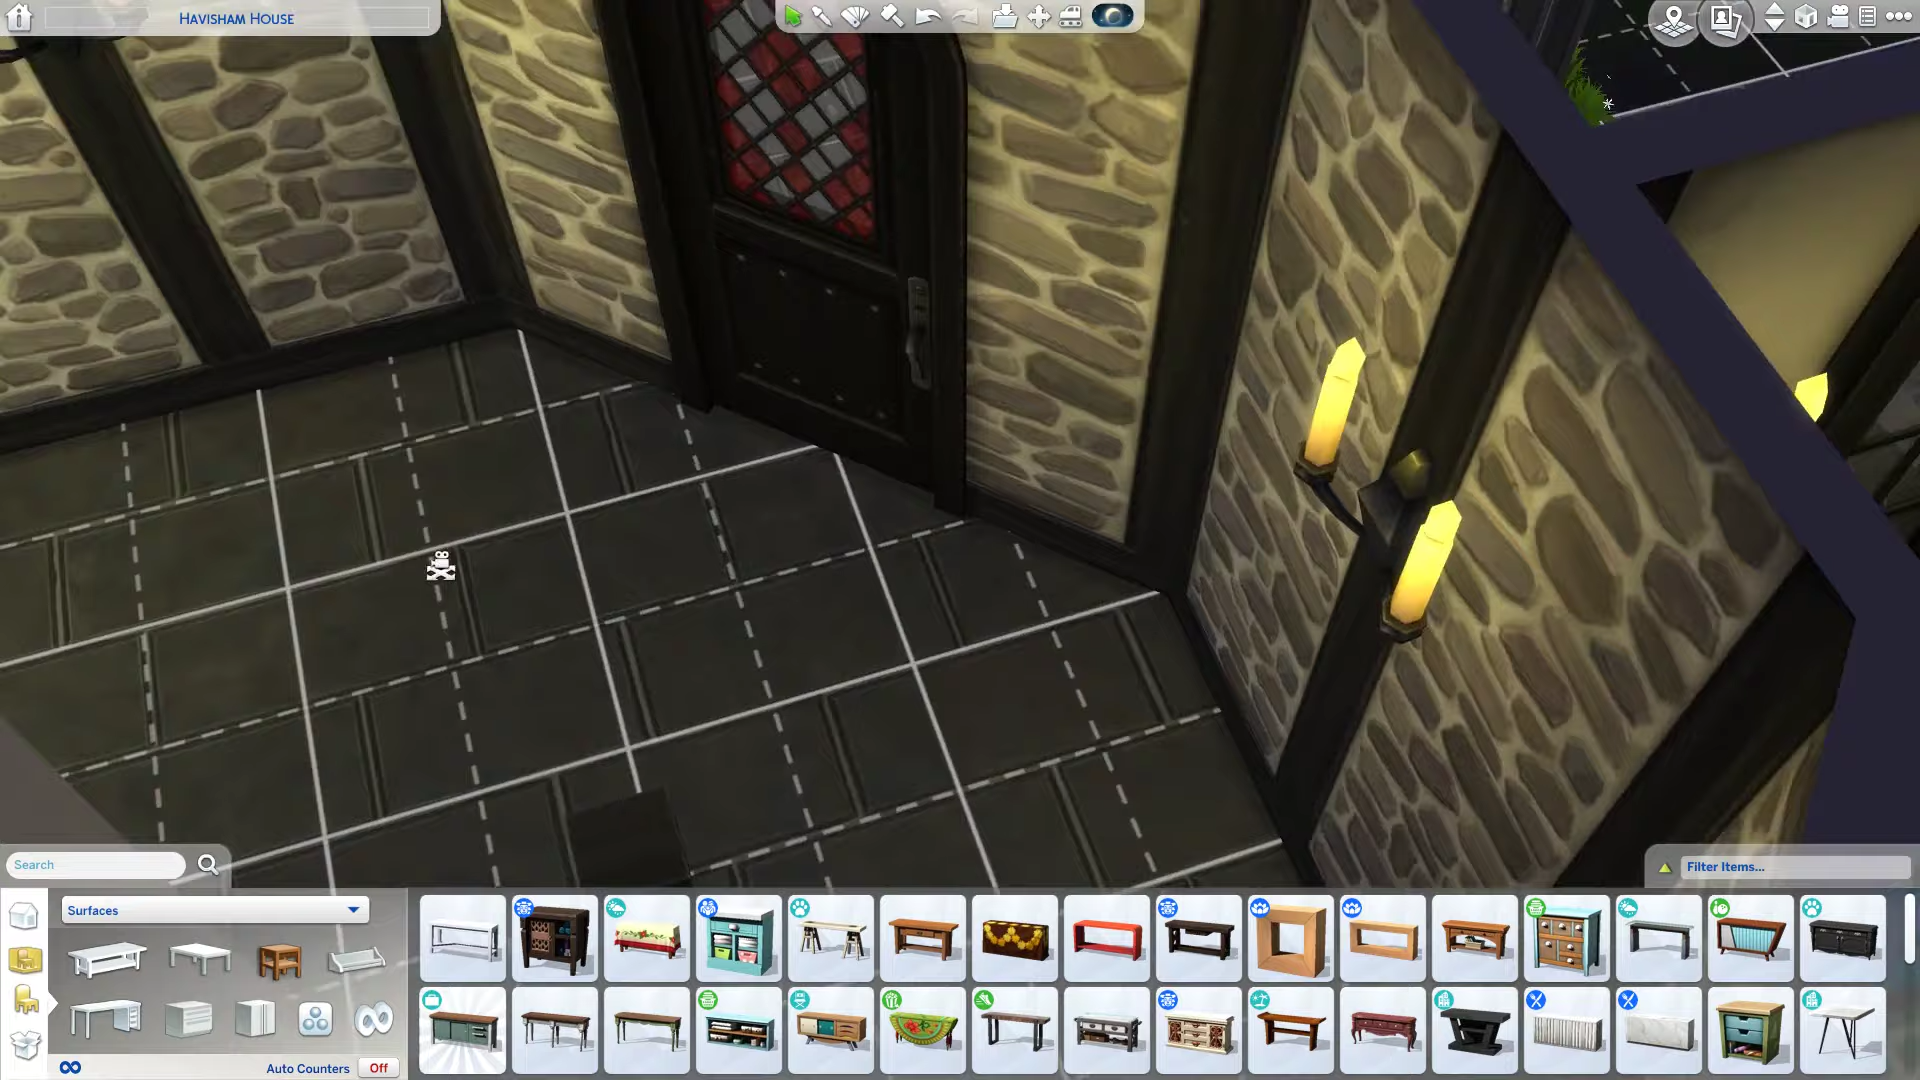 Havisham House
Search
Filter Items...
Surfaces
Auto Counters
Off